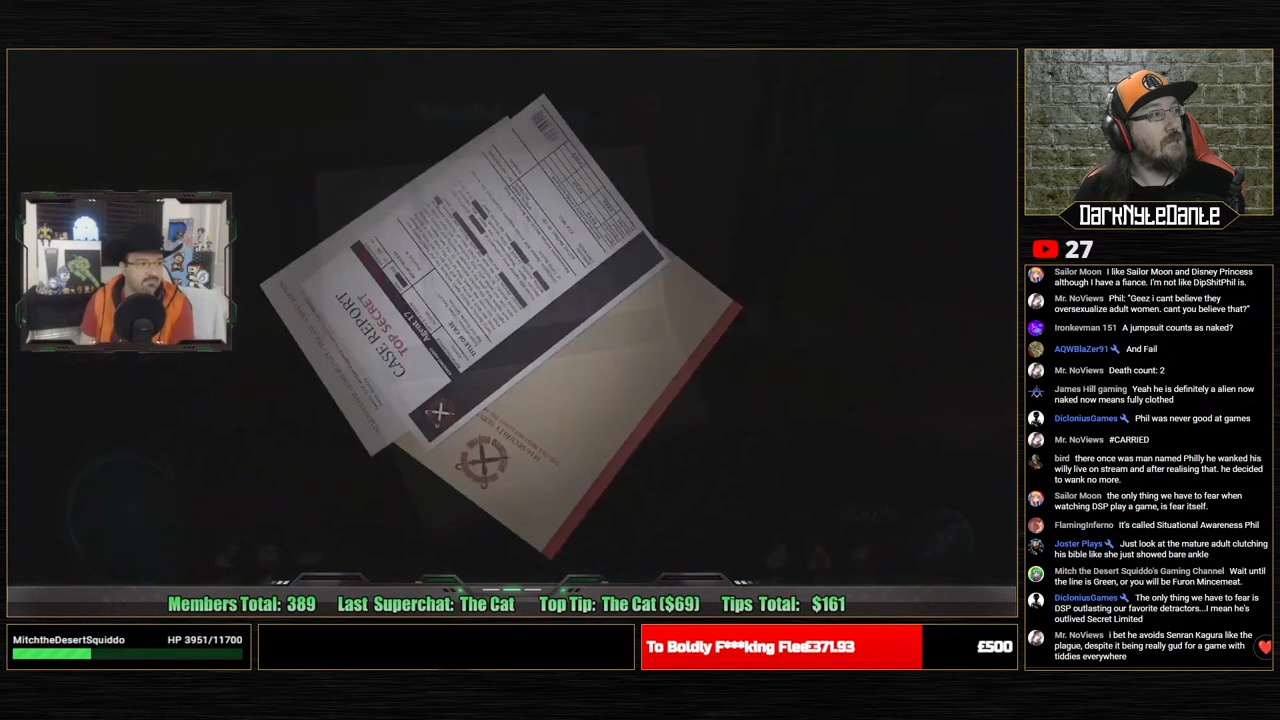 CASE REPORT
TOP SECRET
Agent 17
TITLE OF CASE
Members Total: 389 Last Superchat: The Cat Top Tip: The Cat ($69) Tips Total: $161
MitchtheDesertSquiddo HP 3951/11700
To Boldly F***king Flee£371.93 £500
DarkNyteDante
27
Sailor Moon I like Sailor Moon and Disney Princess
although I have a fiance. I'm not like DipShitPhil is.
Mr. NoViews Phil: "Geez i cant believe they
oversexualize adult women. cant you believe that?"
Ironkevman 151 A jumpsuit counts as naked?
AQWBlaZer91 And Fail
Mr. NoViews Death count: 2
James Hill gaming Yeah he is definitely a alien now
naked now means fully clothed
DicloniusGames Phil was never good at games
Mr. NoViews #CARRIED
bird there once was man named Philly he wanked his
willy live on stream and after realising that. he decided
to wank no more.
Sailor Moon the only thing we have to fear when
watching DSP play a game, is fear itself.
FlamingInferno It's called Situational Awareness Phil
Joster Plays Just look at the mature adult clutching
his bible like she just showed bare ankle
Mitch the Desert Squiddo's Gaming Channel Wait until
the line is Green, or you will be Furon Mincemeat.
DicloniusGames The only thing we have to fear is
DSP outlasting our favorite detractors...I mean he's
outlived Secret Limited
Mr. NoViews i bet he avoids Senran Kagura like the
plague, despite it being really gud for a game with
tiddies everywhere